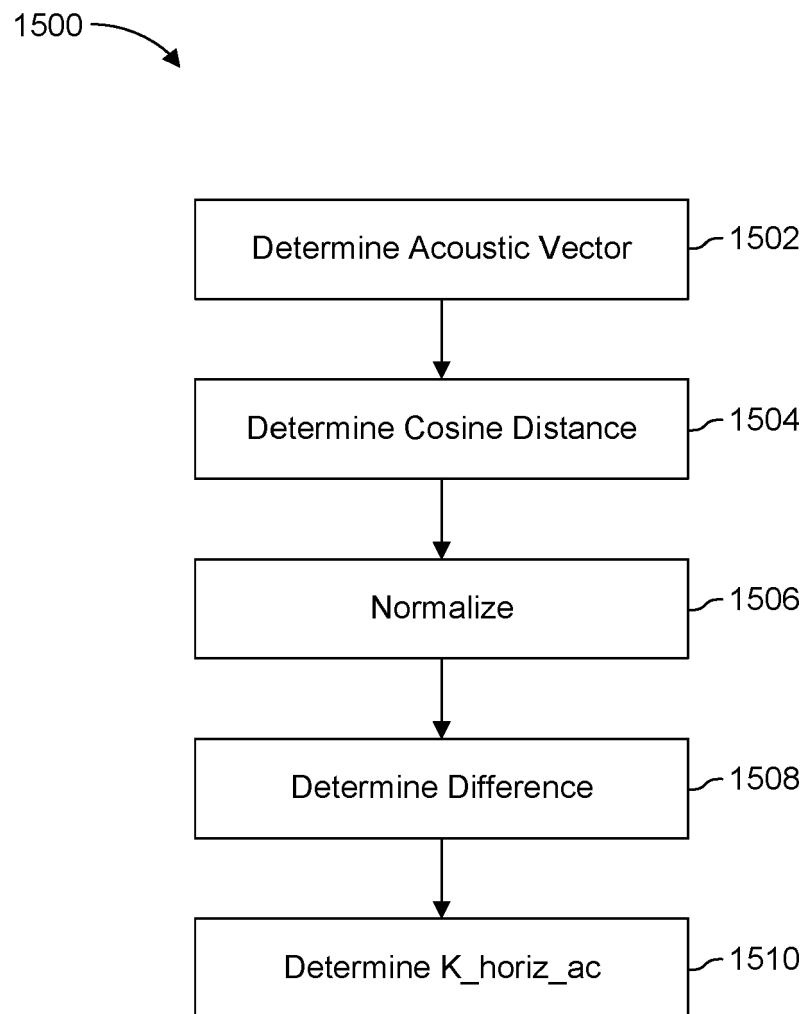 1500
Determine Acoustic Vector
1502
Determine Cosine Distance
1504
Normalize
1506
Determine Difference
1508
Determine K_horiz_ac
1510